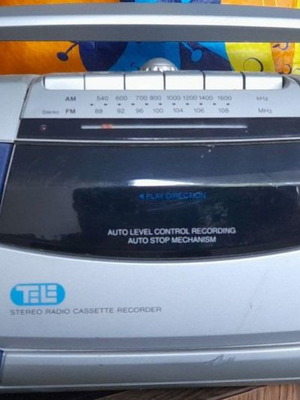 AM 540 600 700 800 1000 1200 1400 1600 kHz
Stereo FM 88 92 96 100 104 106 108 MHz
◄PLAY DIRECTION
AUTO LEVEL CONTROL RECORDING
AUTO STOP MECHANISM
STEREO RADIO CASSETTE RECORDER